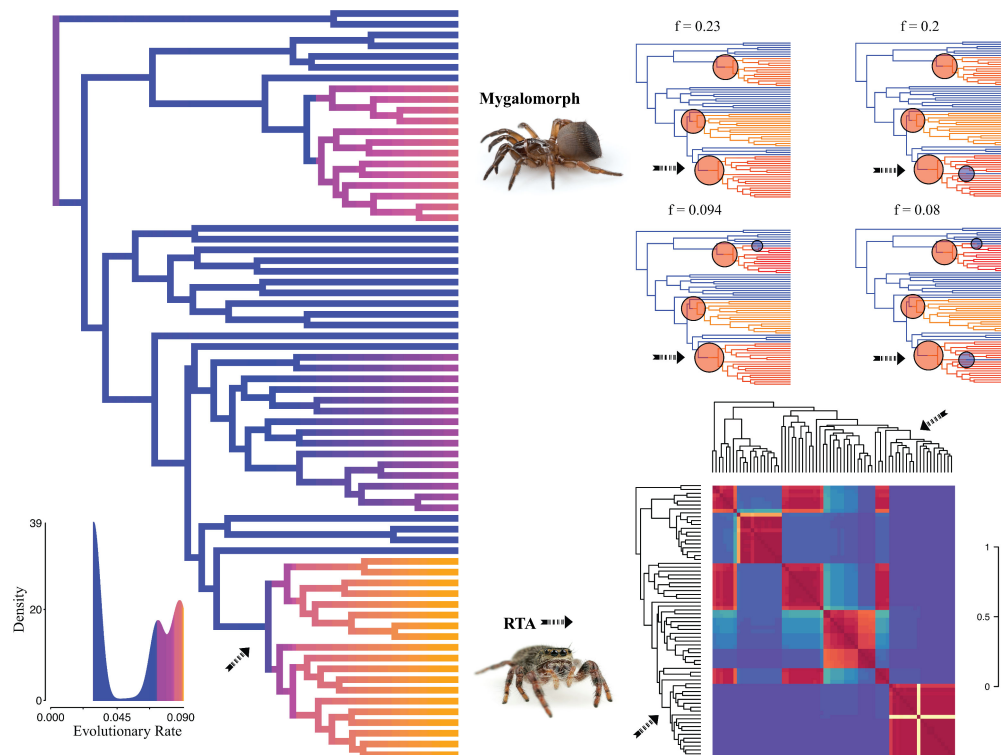 f = 0.23
f = 0.2
Mygalomorph
f = 0.094
f = 0.08
39
20
0
Density
0.000
0.045
0.090
Evolutionary Rate
RTA
1
0.5
0